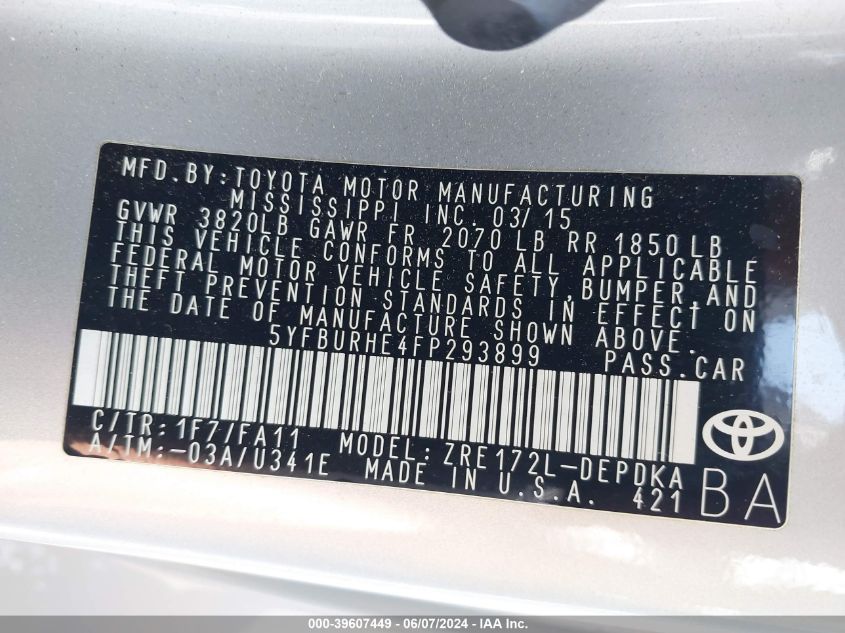 MFD. BY:TOYOTA MOTOR MANUFACTURING
MISSISSIPPI INC. 03/15
GVWR 3820LB GAWR FR 2070LB RR 1850LB
THIS VEHICLE CONFORMS TO ALL APPLICABLE
FEDERAL MOTOR VEHICLE SAFETY,BUMPER,AND
THEFT PREVENTION STANDARDS IN EFFECT ON
THE DATE OF MANUFACTURE SHOWN ABOVE.
5YFBURHE4FP293899 PASS.CAR
C/TR:1F7/FA11 MODEL:ZRE172L-DEPDKA
A/TM:-03A/U341E MADE IN U.S.A. 421
BA
000-39607449 - 06/07/2024 - IAA Inc.